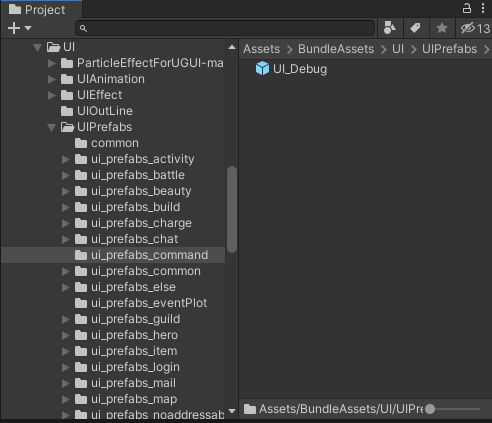 Project
13
UI
ParticleEffectForUGUI-ma
UIAnimation
UIEffect
UIOutLine
UIPrefabs
common
ui_prefabs_activity
ui_prefabs_battle
ui_prefabs_beauty
ui_prefabs_build
ui_prefabs_charge
ui_prefabs_chat
ui_prefabs_command
ui_prefabs_common
ui_prefabs_else
ui_prefabs_eventPlot
ui_prefabs_guild
ui_prefabs_hero
ui_prefabs_item
ui_prefabs_login
ui_prefabs_mail
ui_prefabs_map
ui_prefabs_noaddressab
Assets > BundleAssets > UI > UIPrefabs >
UI_Debug
Assets/BundleAssets/UI/UIPre